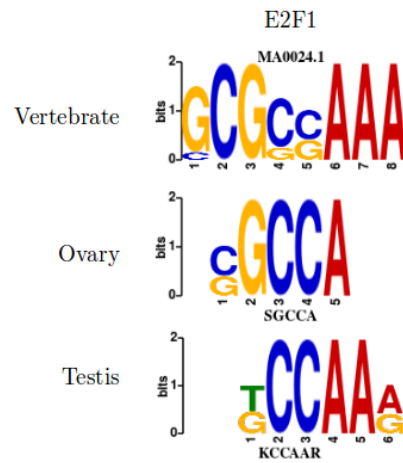 E2F1
MA0024.1
Vertebrate
bits
2
1
0
G C G C C A A A
C G G
1 2 3 4 5 6 7 8
Ovary
bits
2
1
0
C G C C A
G
1 2 3 4 5
SGCCA
Testis
bits
2
1
0
T C C A A A
G G
1 2 3 4 5 6
KCCAAR